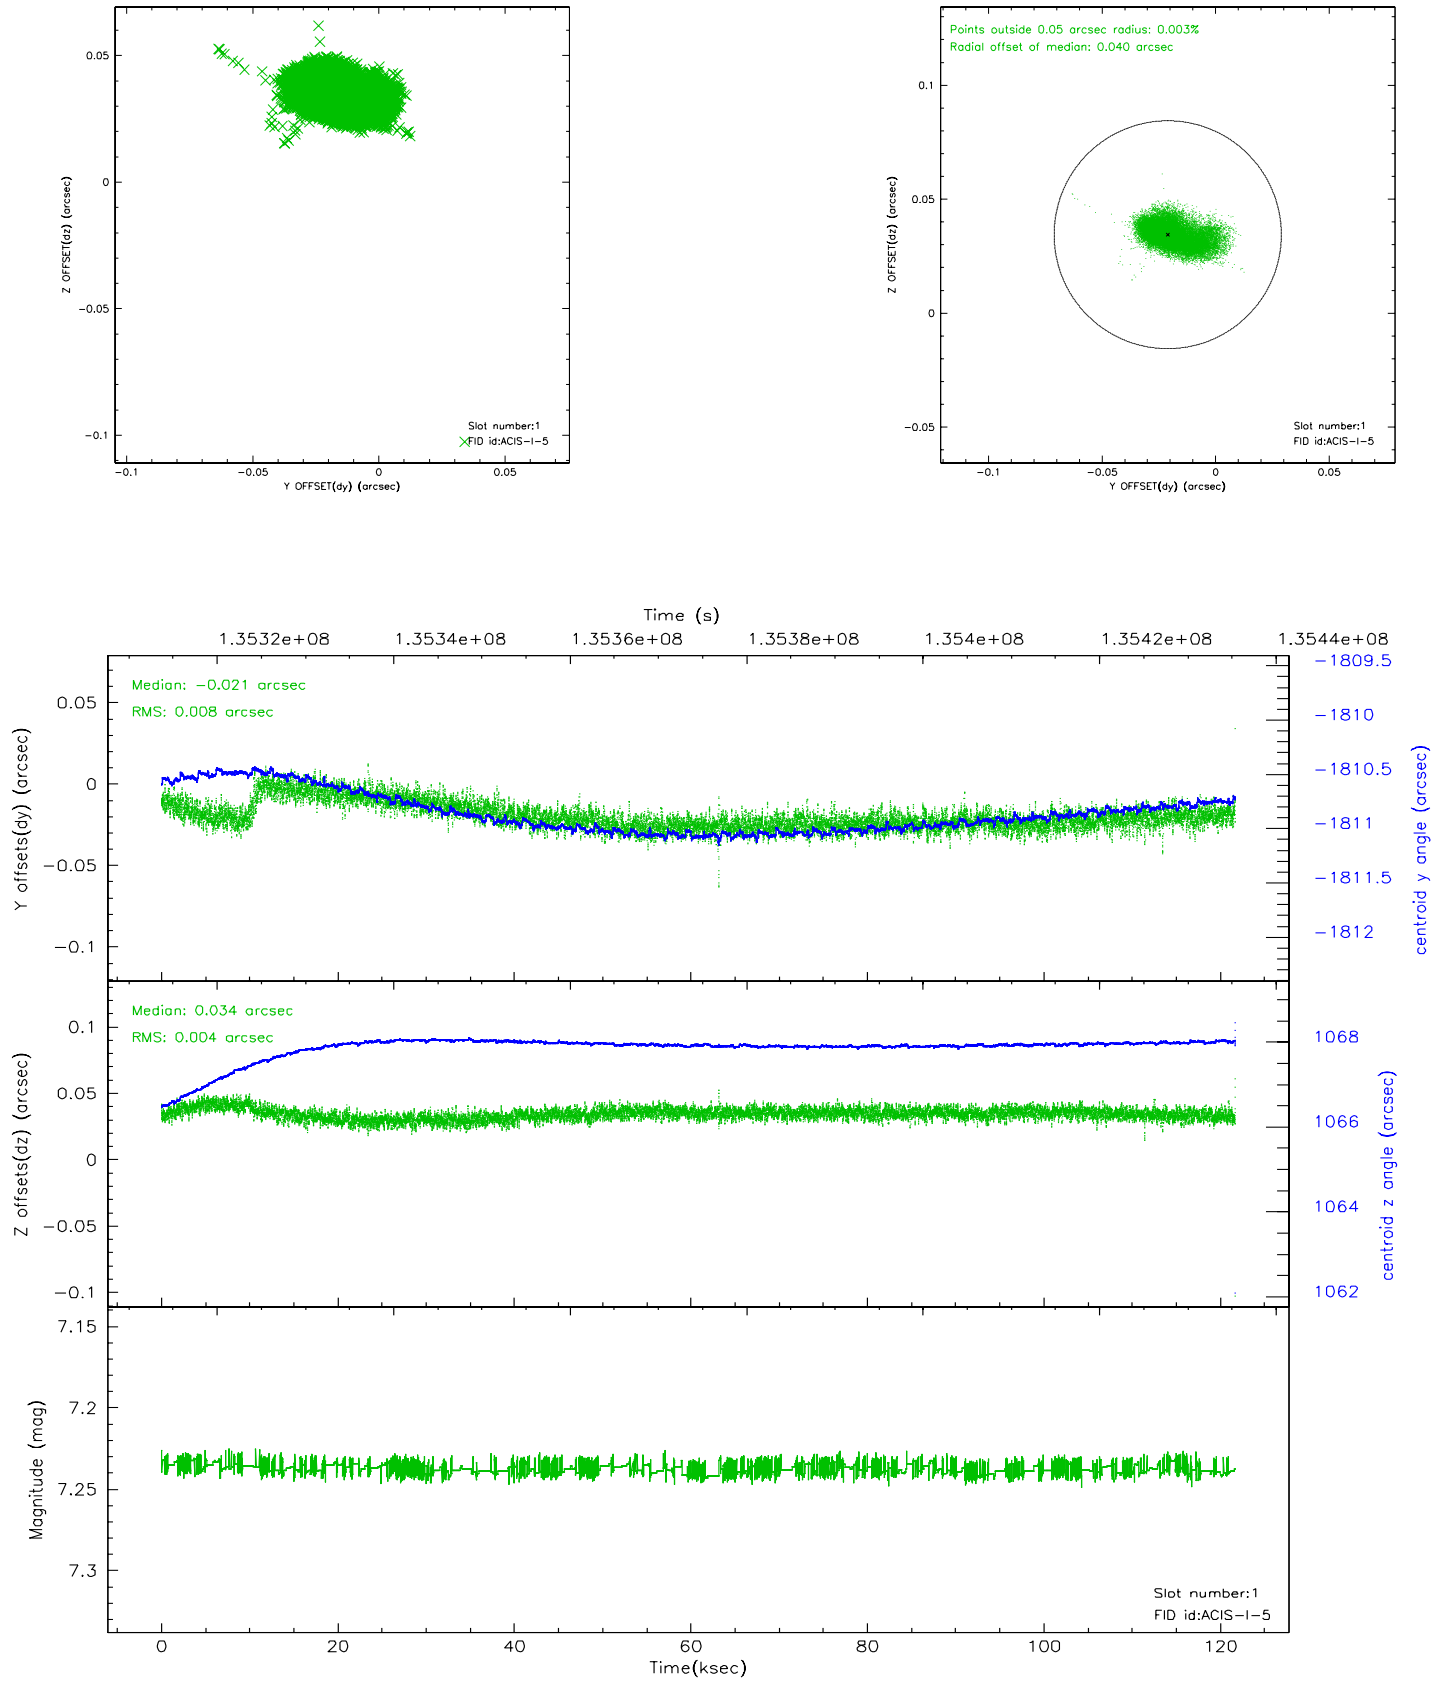 0.05
0
-0.05
-0.1
Z OFFSET(dz) (arcsec)
Slot number:1
FID id:ACIS-I-5
-0.1 -0.05 0 0.05
Y OFFSET(dy) (arcsec)
Points outside 0.05 arcsec radius: 0.003%
Radial offset of median: 0.040 arcsec
0.1
0.05
0
-0.05
Z OFFSET(dz) (arcsec)
Slot number:1
FID id:ACIS-I-5
-0.1 -0.05 0 0.05
Y OFFSET(dy) (arcsec)
Time (s)
1.3532e+08 1.3534e+08 1.3536e+08 1.3538e+08 1.354e+08 1.3542e+08 1.3544e+08
Median: -0.021 arcsec
RMS: 0.008 arcsec
0.05
0
-0.05
-0.1
Y offsets(dy) (arcsec)
-1809.5
-1810
-1810.5
-1811
-1811.5
-1812
centroid y angle (arcsec)
Median: 0.034 arcsec
RMS: 0.004 arcsec
0.1
0.05
0
-0.05
-0.1
Z offsets(dz) (arcsec)
1068
1066
1064
1062
centroid z angle (arcsec)
7.15
7.2
7.25
7.3
Magnitude (mag)
Slot number:1
FID id:ACIS-I-5
0 20 40 60 80 100 120
Time(ksec)